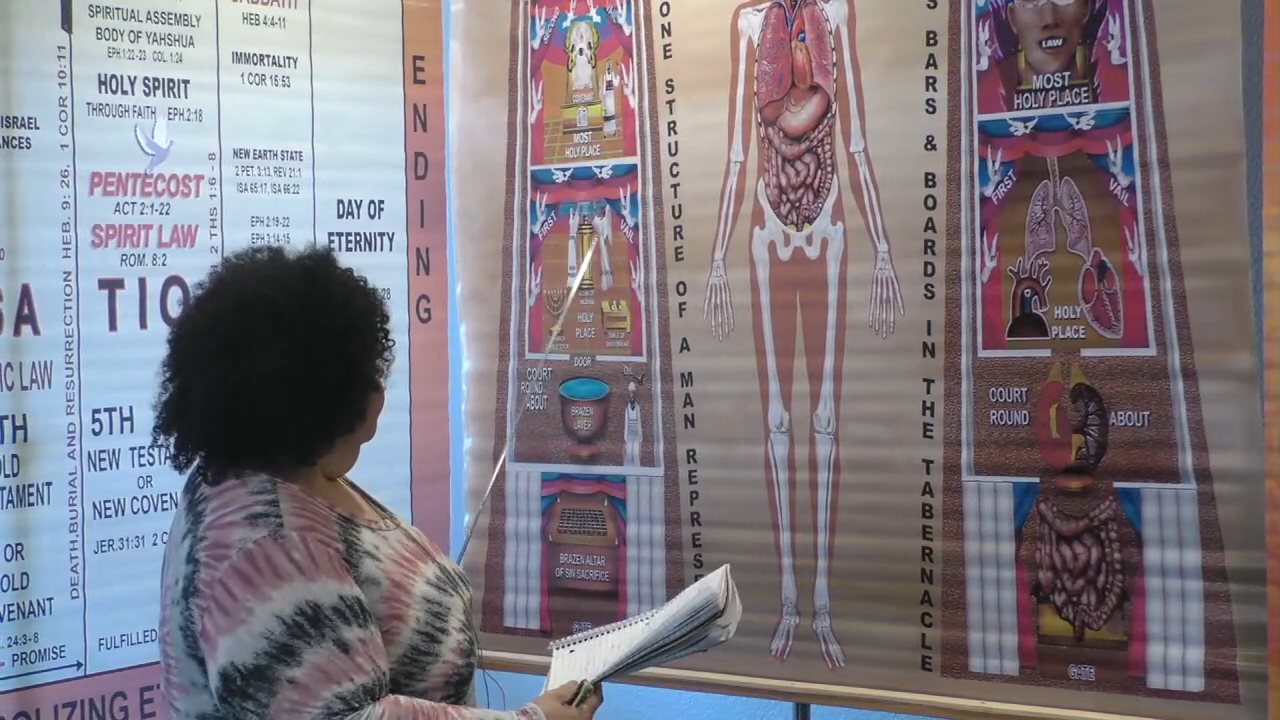 SPIRITUAL ASSEMBLY
BODY OF YAHSHUA
EPH.1:22-23 COL. 1:24
HOLY SPIRIT
THROUGH FAITH EPH.2:18
PENTECOST
ACT 2:1-22
SPIRIT LAW
ROM. 8:2
TIO
5TH
NEW TESTA
OR
NEW COVEN
JER.31:31 2 C
FULFILLED
ISRAEL
ANCES
SA
IC LAW
TH
OLD
TAMENT
OR
OLD
VENANT
24:3-8
PROMISE
DEATH,BURIAL AND RESURRECTION HEB. 9: 26, 1 COR 10:11
2 THS 1:6 - 8
HEB 4:4-11
IMMORTALITY
1 COR 15:53
NEW EARTH STATE
2 PET. 3:13, REV 21:1
ISA 65:17, ISA 66:22
EPH 2:19-22
EPH 3:14-15
DAY OF
ETERNITY
ENDING
OLIZING ET
MOST
HOLY PLACE
FIRST
VAIL
HOLY
PLACE
DOOR
COURT
ROUND
ABOUT
BRAZEN
LAVER
BRAZEN ALTAR
OF SIN SACRIFICE
GATE
ONE STRUCTURE OF A MAN REPRESE
S BARS & BOARDS IN THE TABERNACLE
LAW
MOST
HOLY PLACE
FIRST
VAIL
HOLY
PLACE
COURT
ROUND
ABOUT
GATE